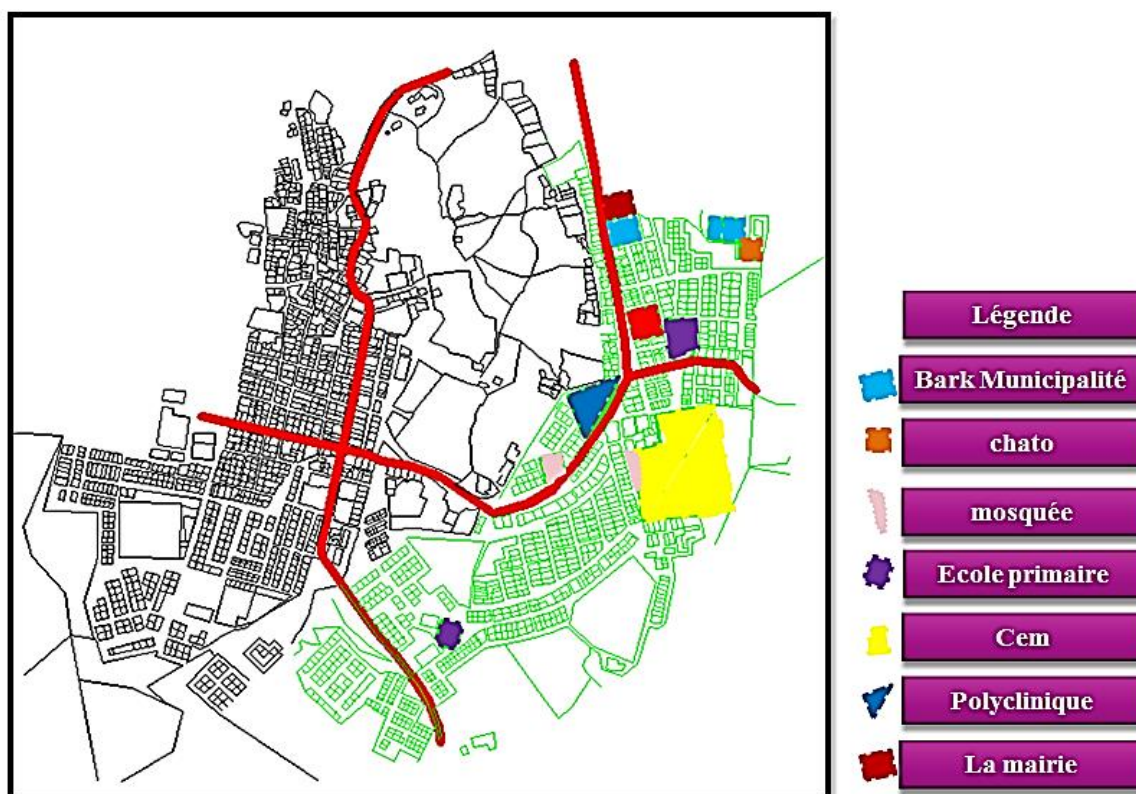 Légende
Bark Municipalité
chato
mosquée
Ecole primaire
Cem
Polyclinique
La mairie